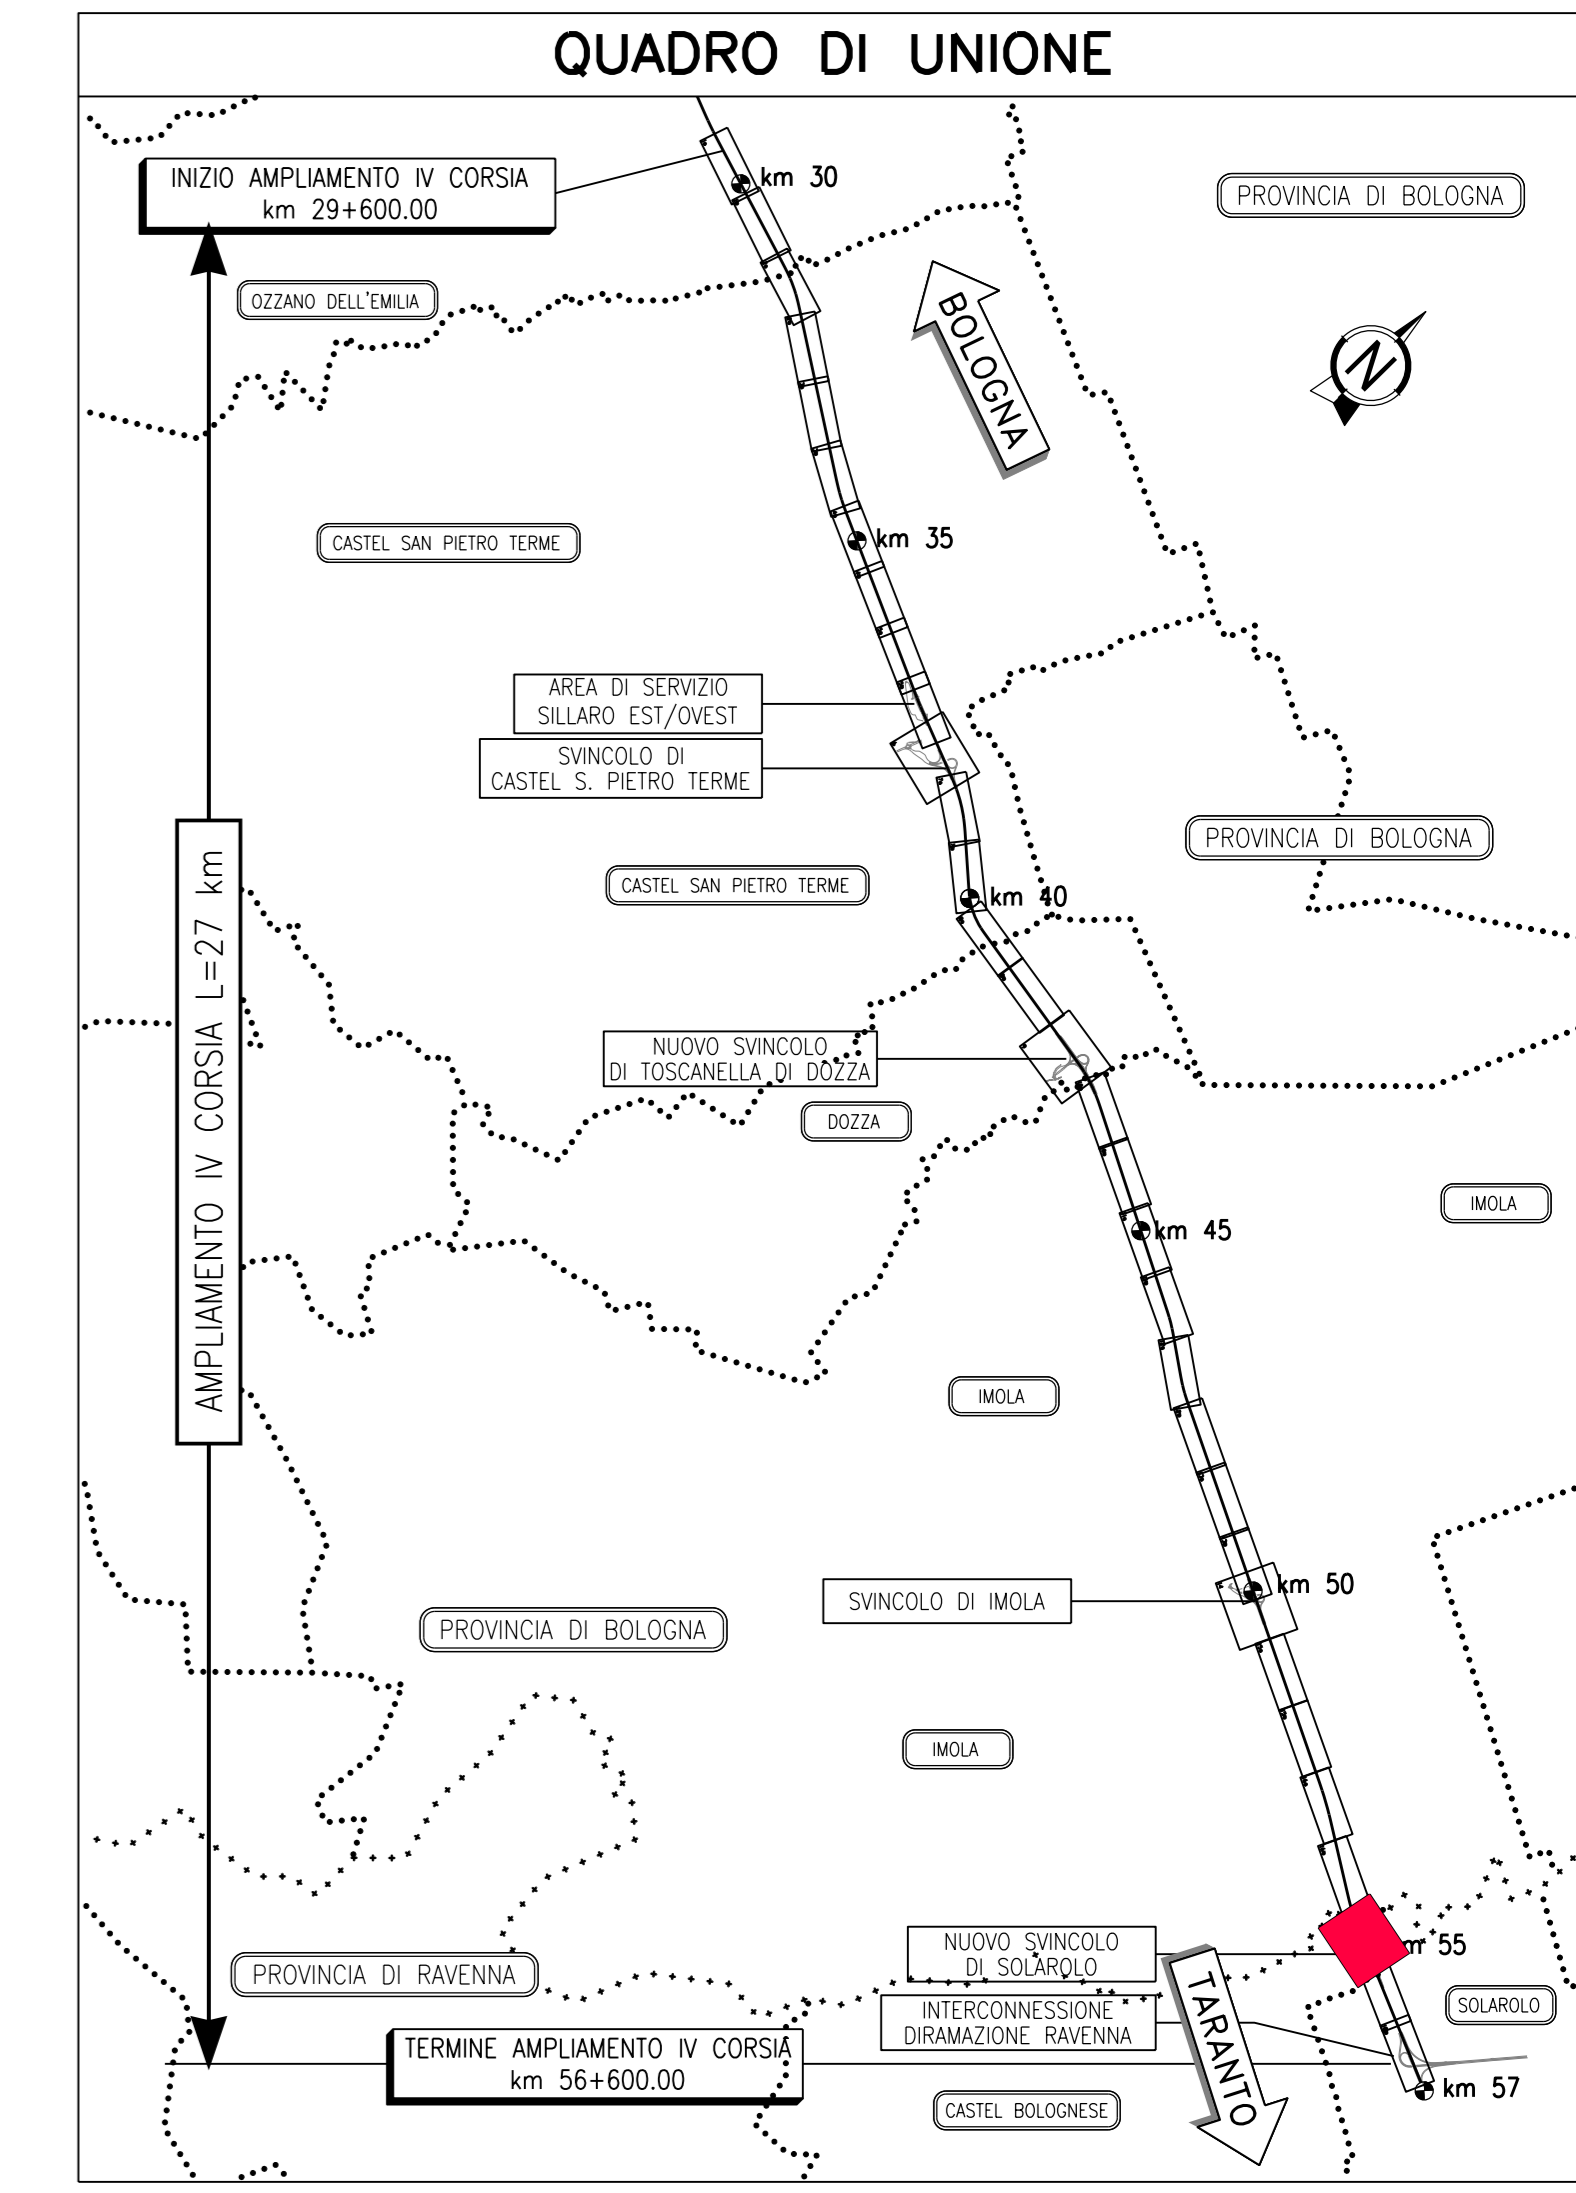 QUADRO DI UNIONE
INIZIO AMPLIAMENTO IV CORSIA
km 29+600.00
km 30
PROVINCIA DI BOLOGNA
OZZANO DELL'EMILIA
BOLOGNA
N
CASTEL SAN PIETRO TERME
km 35
AREA DI SERVIZIO
SILLARO EST/OVEST
SVINCOLO DI
CASTEL S. PIETRO TERME
PROVINCIA DI BOLOGNA
CASTEL SAN PIETRO TERME
km 40
AMPLIAMENTO IV CORSIA L=27 km
NUOVO SVINCOLO
DI TOSCANELLA DI DOZZA
DOZZA
IMOLA
km 45
IMOLA
km 50
SVINCOLO DI IMOLA
PROVINCIA DI BOLOGNA
IMOLA
NUOVO SVINCOLO
DI SOLAROLO
m 55
PROVINCIA DI RAVENNA
TARANTO
INTERCONNESSIONE
DIRAMAZIONE RAVENNA
SOLAROLO
TERMINE AMPLIAMENTO IV CORSIA
km 56+600.00
km 57
CASTEL BOLOGNESE